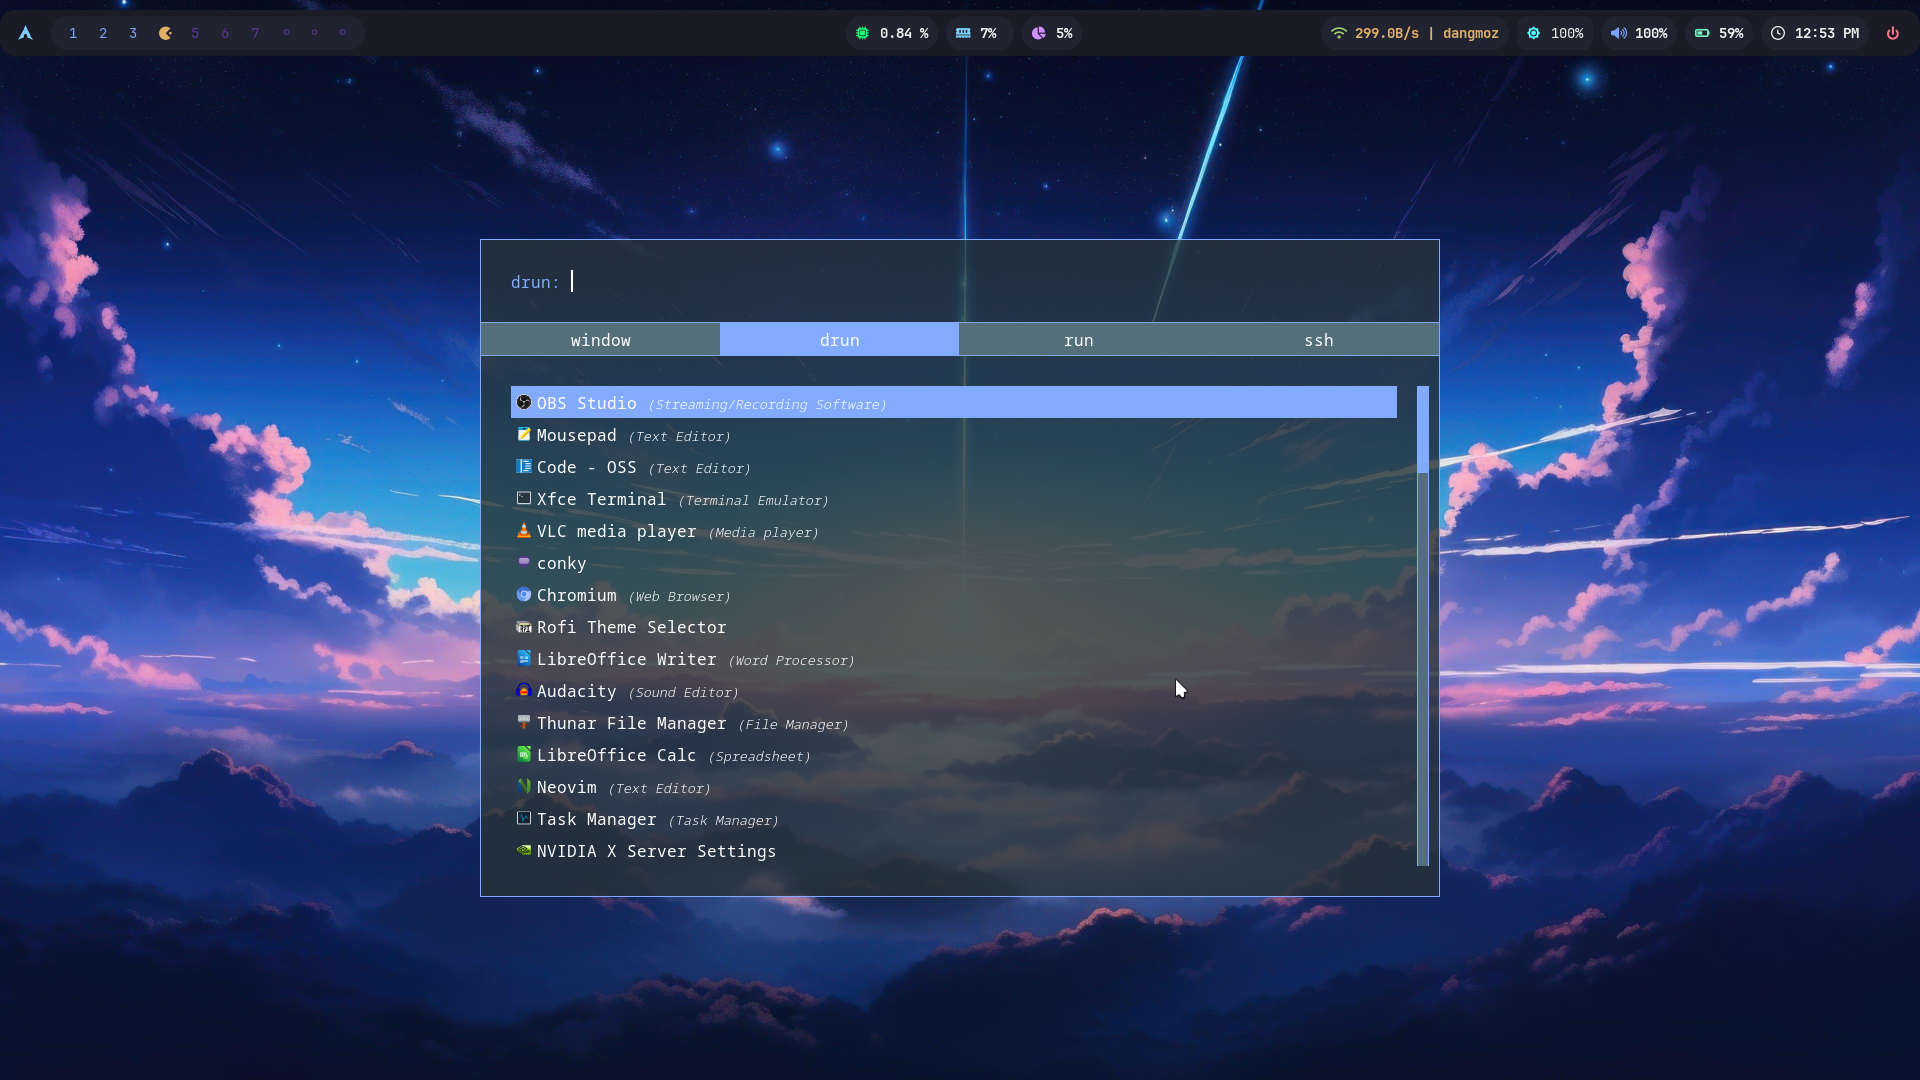 1 2 3 5 6 7 0.84 % 7% 5% 299.0B/s | dangmoz 100% 100% 59% 12:53 PM
drun:
window drun run ssh
OBS Studio (Streaming/Recording Software)
Mousepad (Text Editor)
Code - OSS (Text Editor)
Xfce Terminal (Terminal Emulator)
VLC media player (Media player)
conky
Chromium (Web Browser)
Rofi Theme Selector
LibreOffice Writer (Word Processor)
Audacity (Sound Editor)
Thunar File Manager (File Manager)
LibreOffice Calc (Spreadsheet)
Neovim (Text Editor)
Task Manager (Task Manager)
NVIDIA X Server Settings